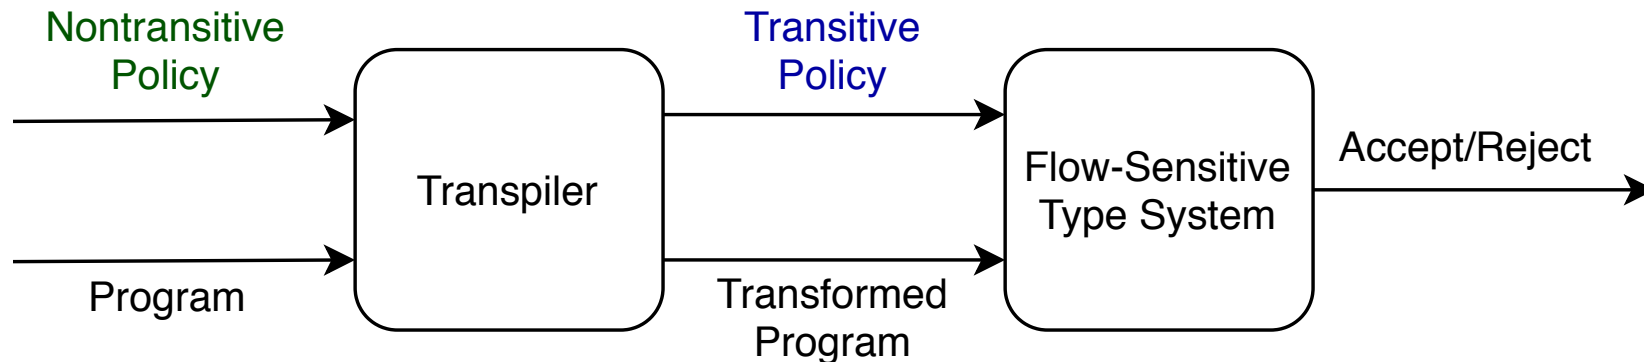 Nontransitive
Policy
Program
Transpiler
Transitive
Policy
Transformed
Program
Flow-Sensitive
Type System
Accept/Reject